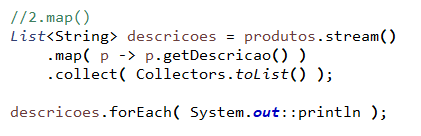 //2.map()
List<String> descricoes = produtos.stream()
    .map( p -> p.getDescricao() )
    .collect( Collectors.toList() );
descricoes.forEach( System.out::println );